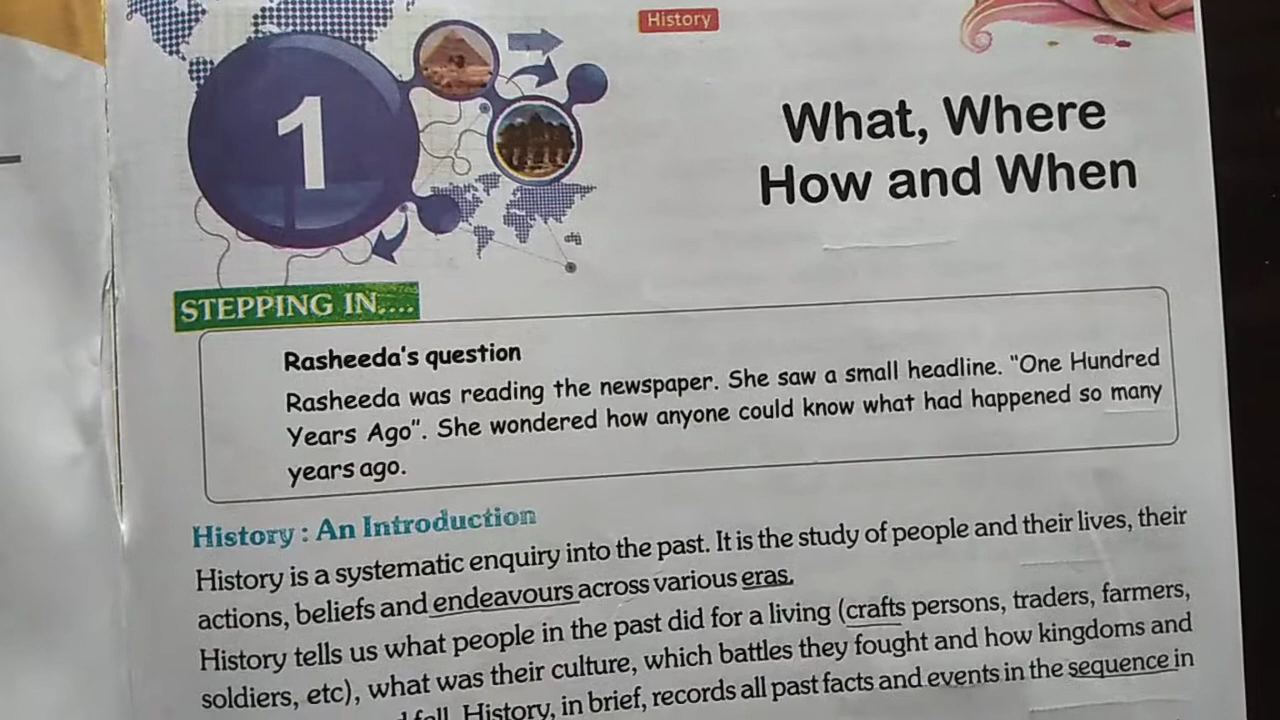 History
1
What, Where
How and When
STEPPING IN....
Rasheeda's question
Rasheeda was reading the newspaper. She saw a small headline. "One Hundred
Years Ago". She wondered how anyone could know what had happened so many
years ago.
History : An Introduction
History is a systematic enquiry into the past. It is the study of people and their lives, their
actions, beliefs and endeavours across various eras.
History tells us what people in the past did for a living (crafts persons, traders, farmers,
soldiers, etc), what was their culture, which battles they fought and how kingdoms and
fall. History, in brief, records all past facts and events in the sequence in